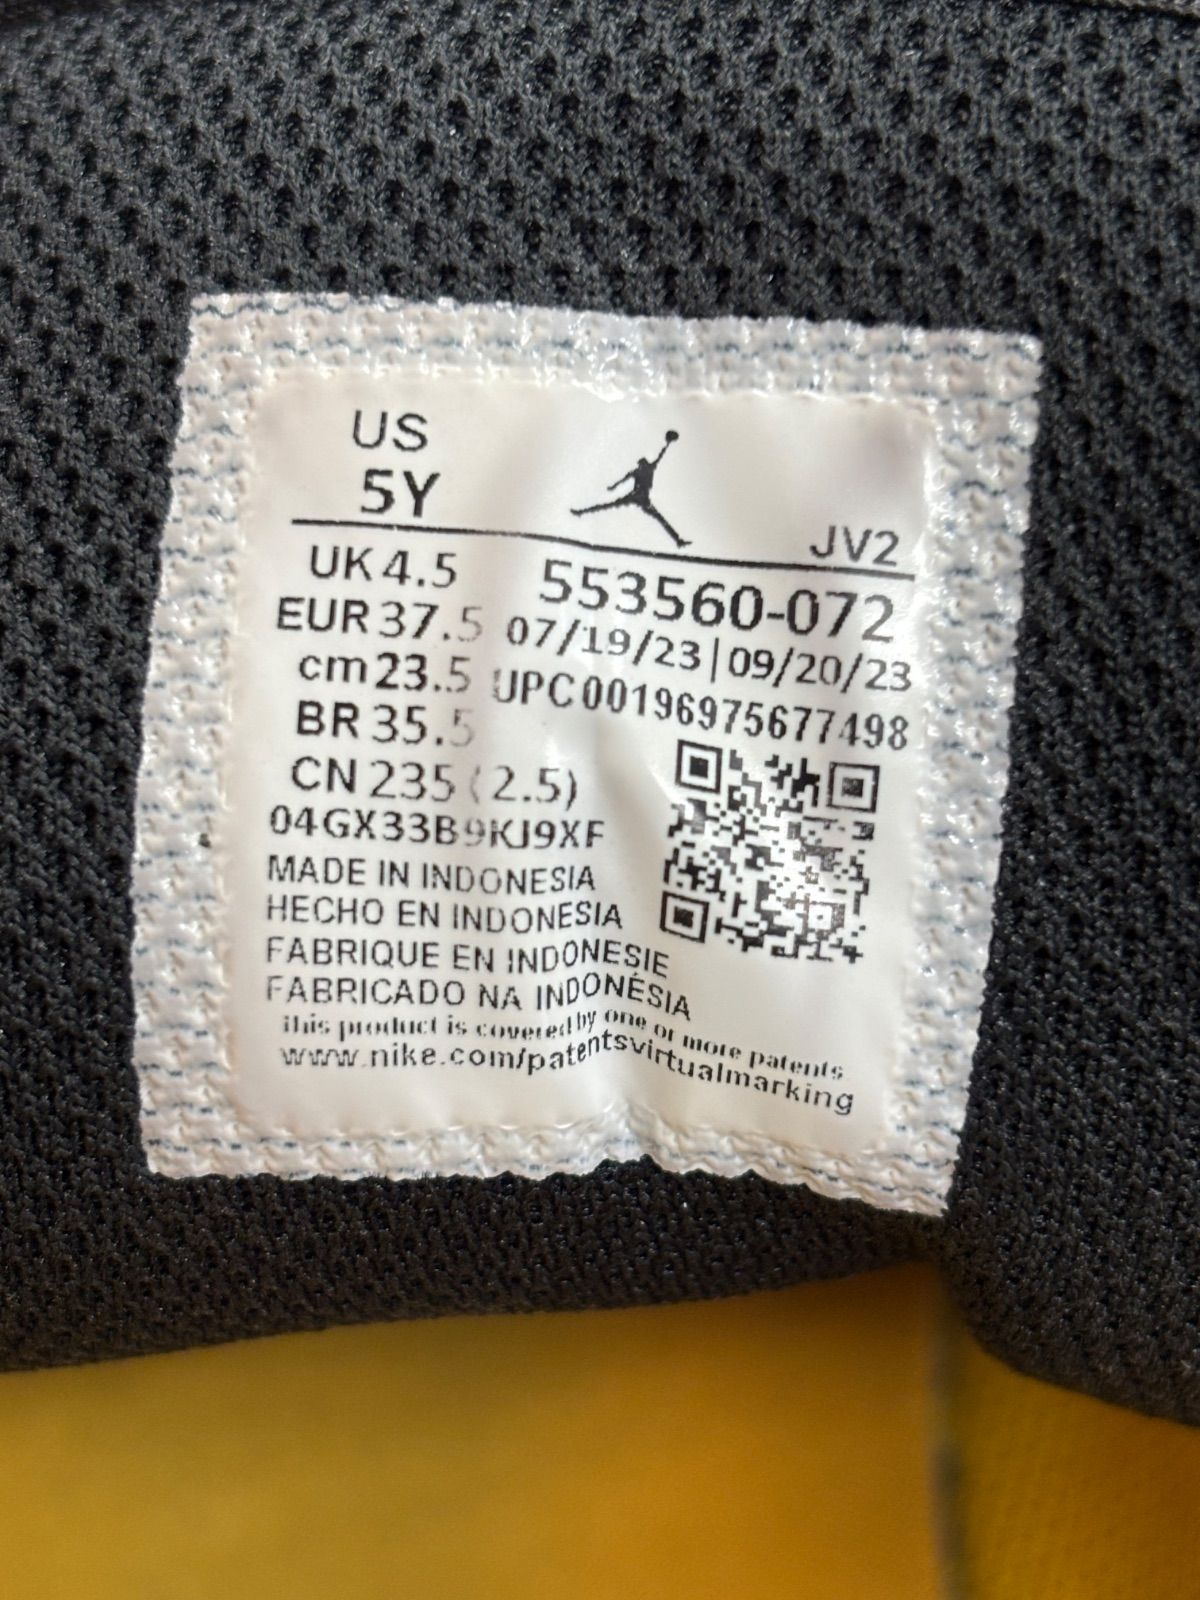 US
5Y
JV2
UK 4.5
553560-072
EUR 37.5
07/19/23 | 09/20/23
cm 23.5
UPC 00196975677498
BR 35.5
CN 235 (2.5)
04GX33B9KJ9XF
MADE IN INDONESIA
HECHO EN INDONESIA
FABRIQUE EN INDONESIE
FABRICADO NA INDONÉSIA
this product is covered by one or more patents
www.nike.com/patentsvirtualmarking